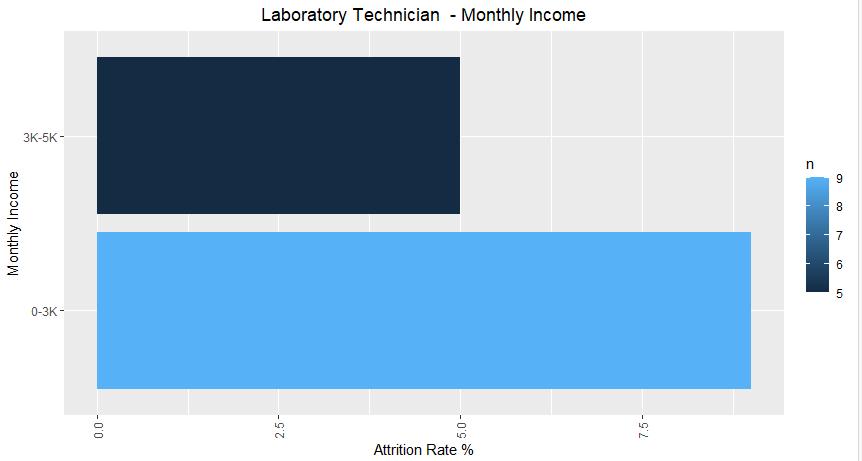 Laboratory Technician  - Monthly Income
Monthly Income
3K-5K
0-3K
0.0
2.5
5.0
7.5
Attrition Rate %
n
9
8
7
6
5